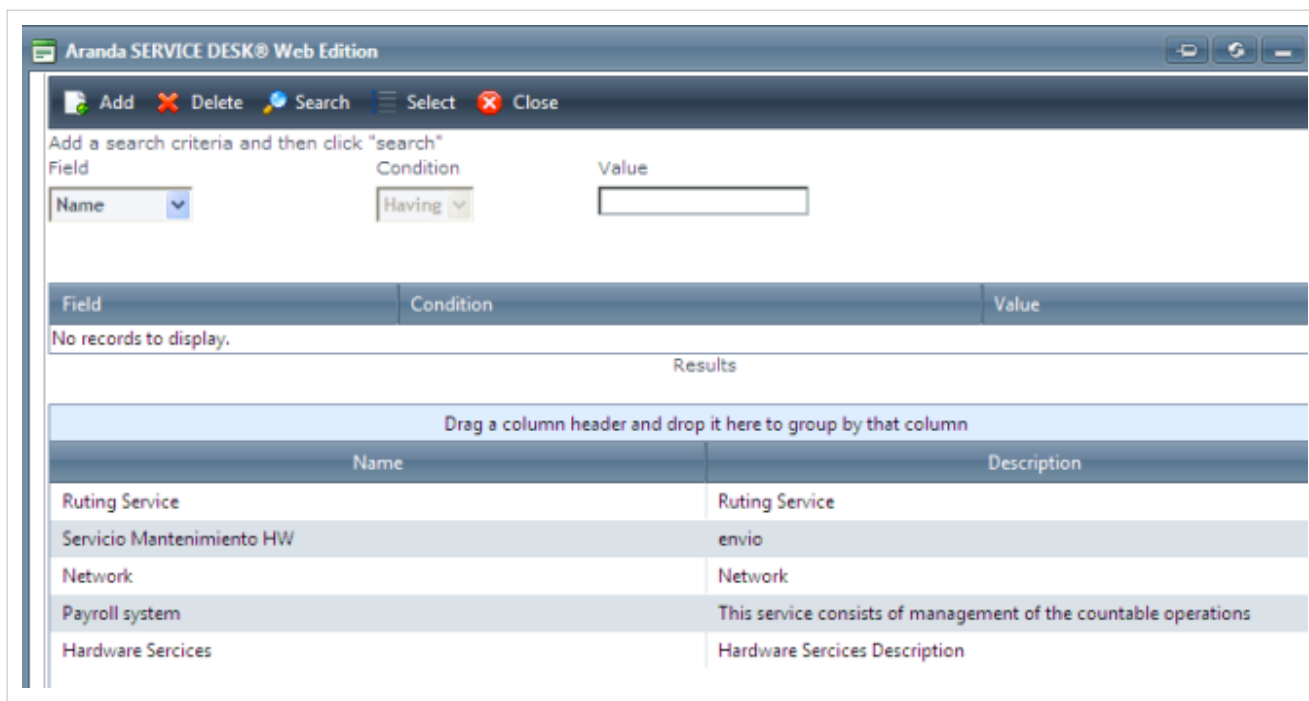 Aranda SERVICE DESK® Web Edition
Add Delete Search Select Close
Add a search criteria and then click "search"
Field Condition Value
Name Having
Field Condition Value
No records to display.
Results
Drag a column header and drop it here to group by that column
Name Description
Ruting Service Ruting Service
Servicio Mantenimiento HW envio
Network Network
Payroll system This service consists of management of the countable operations
Hardware Sercices Hardware Sercices Description